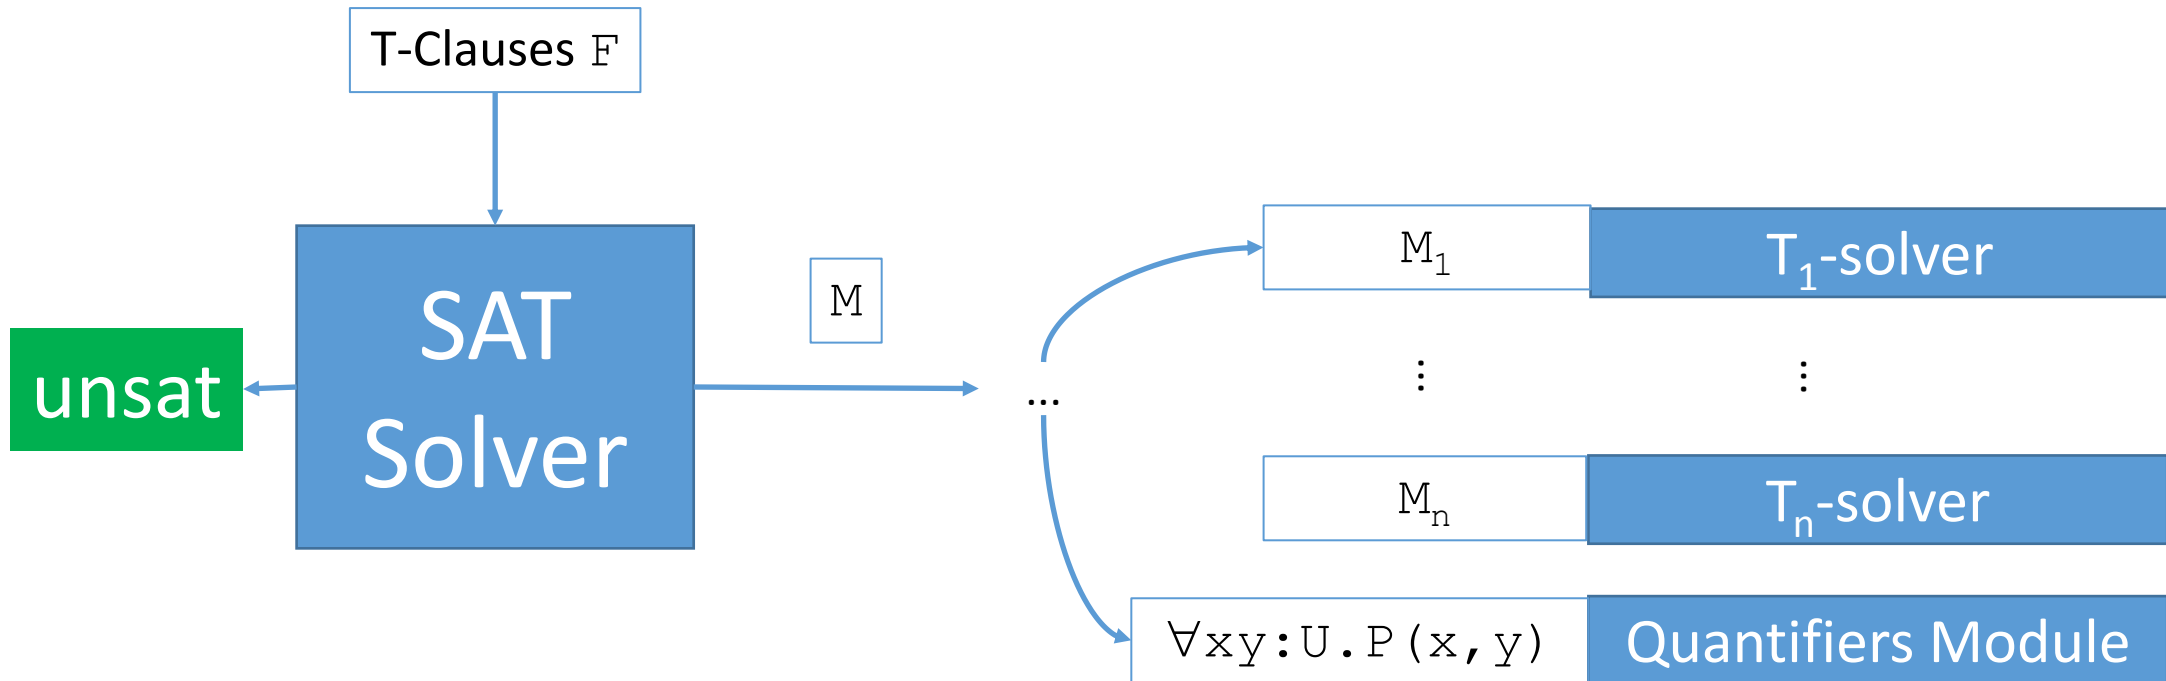 T-Clauses F
SAT
Solver
unsat
M
...
M₁
T₁-solver
⋮
⋮
Mₙ
Tₙ-solver
∀xy:U.P(x,y)
Quantifiers Module